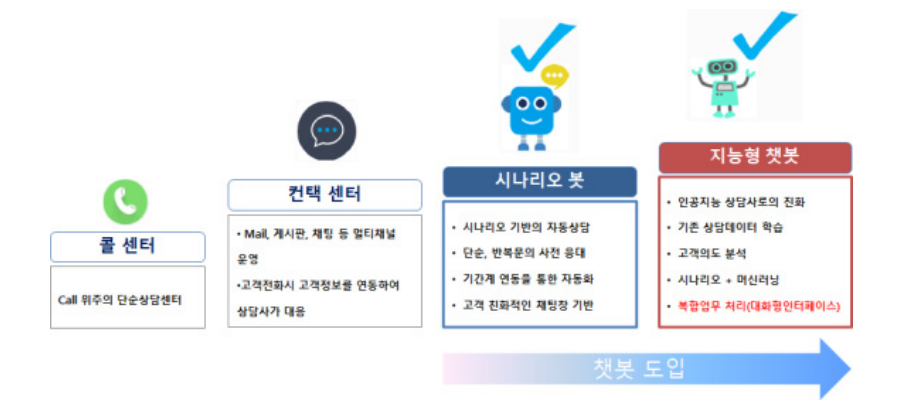 콜 센터
Call 위주의 단순상담센터
컨택 센터
• Mail, 게시판, 채팅 등 멀티채널
운영
•고객전화시 고객정보를 연동하여
상담사가 대응
시나리오 봇
• 시나리오 기반의 자동상담
• 단순, 반복문의 사전 응대
• 기간계 연동을 통한 자동화
• 고객 친화적인 채팅창 기반
지능형 챗봇
• 인공지능 상담사로의 진화
• 기존 상담데이터 학습
• 고객의도 분석
• 시나리오 + 머신러닝
• 복합업무 처리(대화형인터페이스)
챗봇 도입